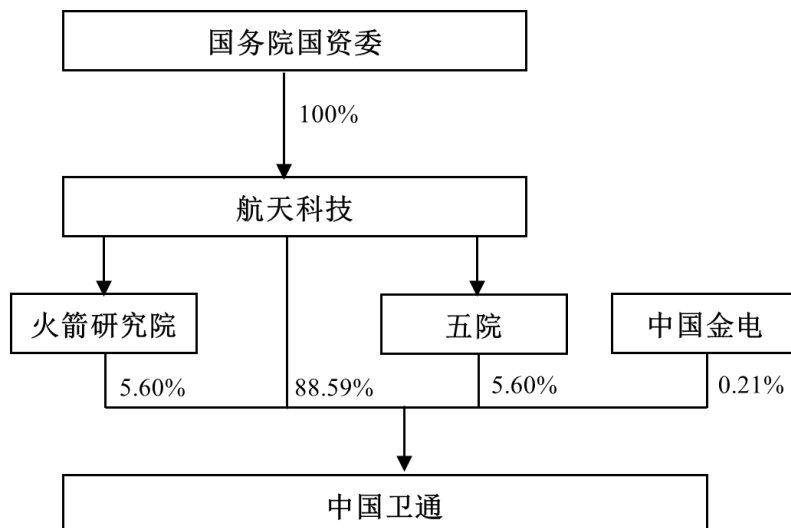 国务院国资委
100%
航天科技
火箭研究院
五院
中国金电
5.60%
88.59%
5.60%
0.21%
中国卫通